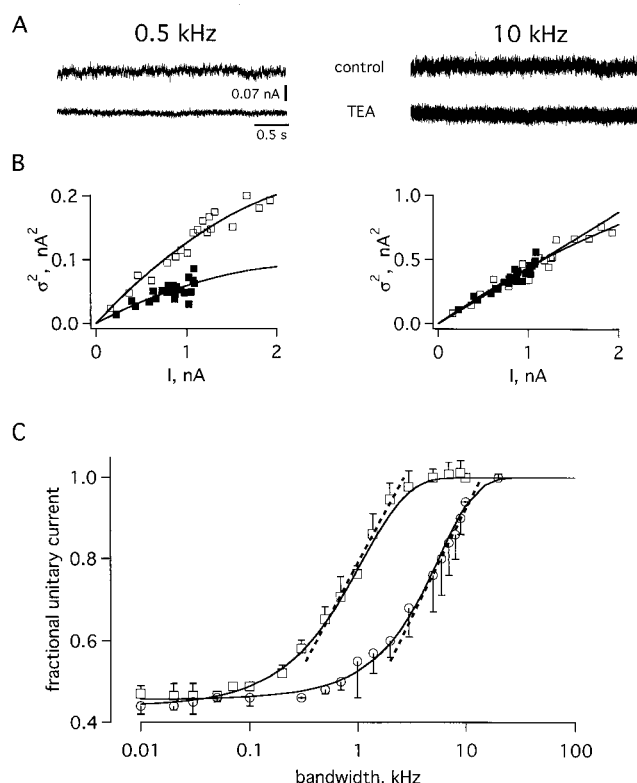 A
0.5 kHz
10 kHz
control
0.07 nA
TEA
0.5 s
B
0.2
0.1
0.0
σ², nA²
0
1
2
I, nA
1.0
0.5
0.0
σ², nA²
0
1
2
I, nA
C
1.0
0.8
0.6
0.4
fractional unitary current
0.01
0.1
1
10
100
bandwidth, kHz